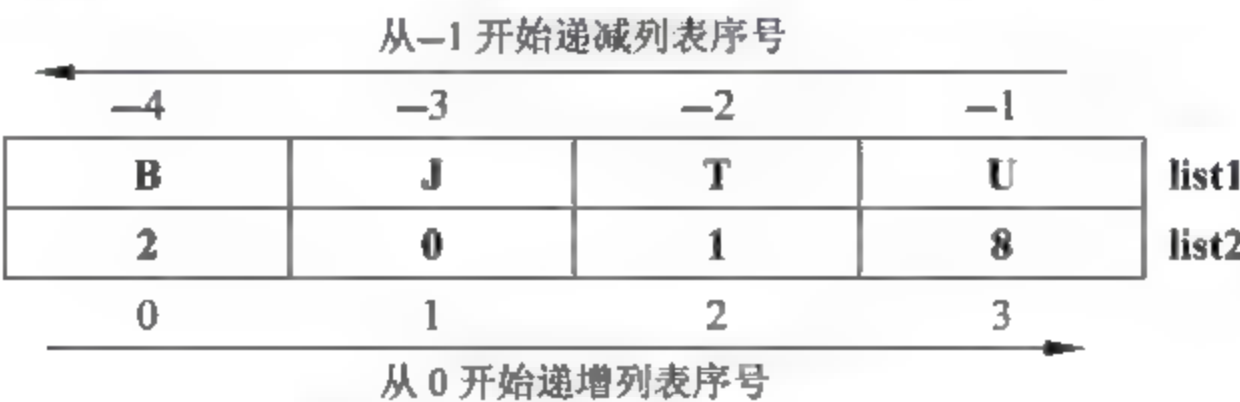 从–1 开始递减列表序号
–4 –3 –2 –1
B J T U list1
2 0 1 8 list2
0 1 2 3
从 0 开始递增列表序号